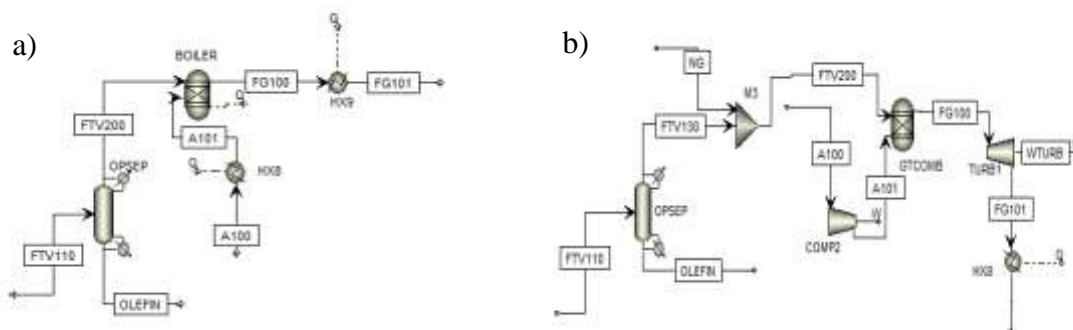 a)
Q
BOILER
FG100
FG101
HX9
Q
FTV200
A101
OPSEP
Q
HX8
FTV110
A100
OLEFIN
b)
NG
M3
FTV200
FTV130
FG100
A100
GTCOMB
WTURB
TURB1
A101
OPSEP
W
FG101
COMP2
FTV110
OLEFIN
HX8
Q